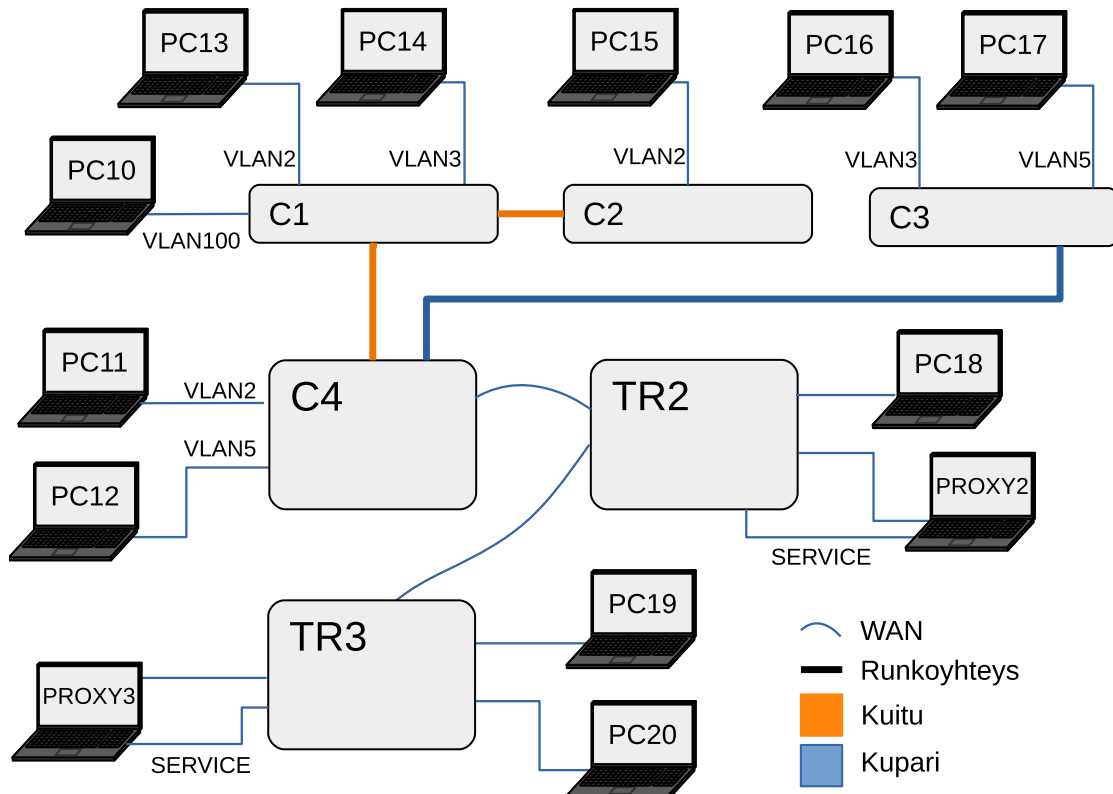 PC13
PC14
PC15
PC16
PC17
VLAN2
VLAN3
VLAN2
VLAN3
VLAN5
PC10
VLAN100
C1
C2
C3
PC11
VLAN2
C4
TR2
PC18
VLAN5
PC12
PROXY2
SERVICE
TR3
PC19
PROXY3
PC20
SERVICE
WAN
Runkoyhteys
Kuitu
Kupari